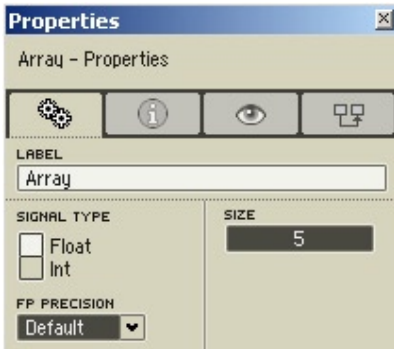 Properties
Array - Properties
LABEL
Array
SIGNAL TYPE
Float
Int
SIZE
5
FP PRECISION
Default